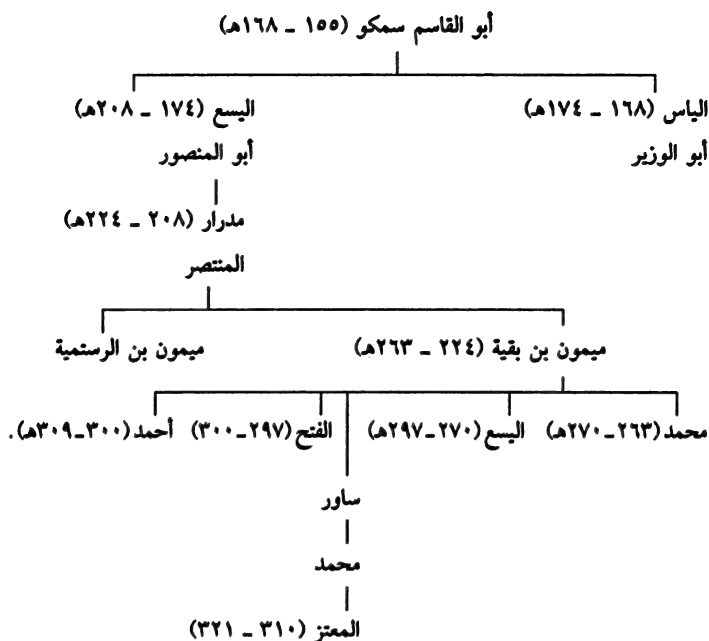 أبو القاسم سمكو (١٥٥ ـ ١٦٨هـ)
الياس (١٦٨ ـ ١٧٤هـ) اليسع (١٧٤ ـ ٢٠٨هـ)
أبو الوزير أبو المنصور
مدرار (٢٠٨ ـ ٢٢٤هـ)
المنتصر
ميمون بن بقية (٢٢٤ ـ ٢٦٣هـ) ميمون بن الرستمية
محمد (٢٦٣ـ٢٧٠هـ) اليسع (٢٧٠ـ٢٩٧هـ) الفتح (٢٩٧ـ٣٠٠) أحمد (٣٠٠ـ٣٠٩هـ).
ساور
محمد
المعتز (٣١٠ ـ ٣٢١)